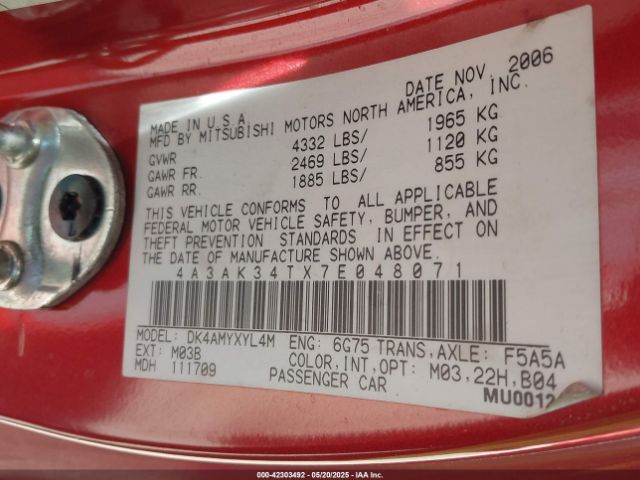 MADE IN U.S.A. DATE NOV, 2006
MFD BY MITSUBISHI MOTORS NORTH AMERICA, INC.
GVWR 4332 LBS/ 1965 KG
GAWR FR. 2469 LBS/ 1120 KG
GAWR RR. 1885 LBS/ 855 KG
THIS VEHICLE CONFORMS TO ALL APPLICABLE
FEDERAL MOTOR VEHICLE SAFETY, BUMPER, AND
THEFT PREVENTION STANDARDS IN EFFECT ON
THE DATE OF MANUFACTURE SHOWN ABOVE.
4A3AK34TX7E048071
MODEL: DK4AMYXYL4M ENG: 6G75 TRANS,AXLE: F5A5A
EXT: M03B COLOR,INT,OPT: M03,22H,B04
MDH 111709 PASSENGER CAR
MU0012
000-42303492 — 05/20/2025 — IAA Inc.